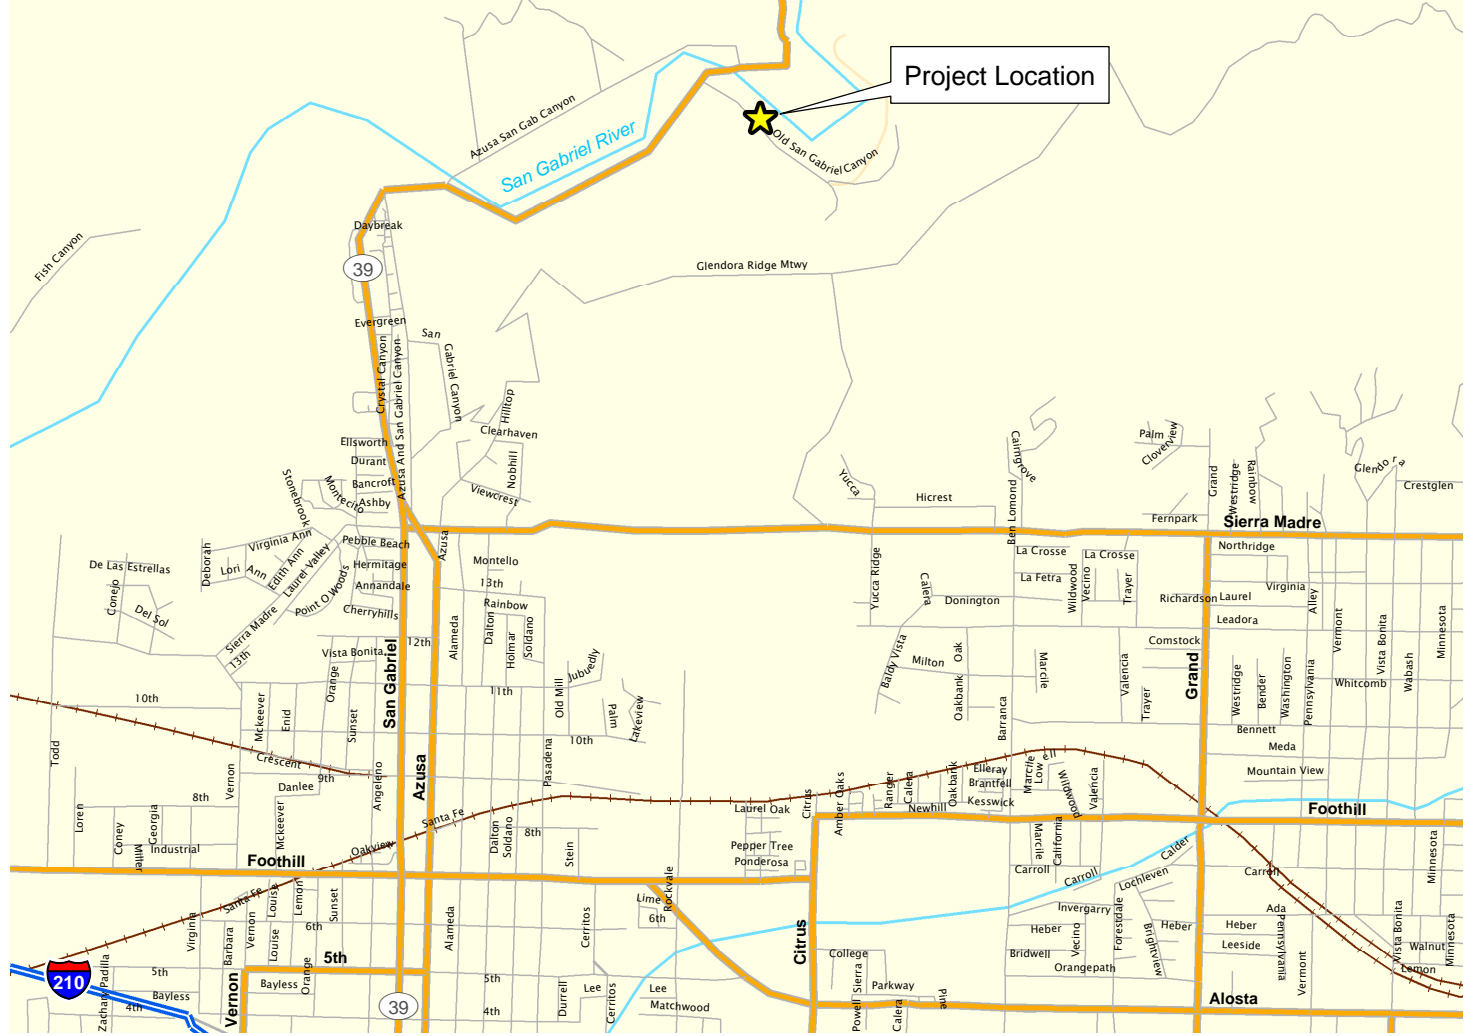 Project Location
Azusa San Gab Canyon
San Gabriel River
Old San Gabriel Canyon
Daybreak
Fish Canyon
39
Glendora Ridge Mtwy
Evergreen
San
Gabriel Canyon
Crystal Canyon
Azusa And San Gabriel Canyon
Hilltop
Clearhaven
Ellsworth
Durant
Nobhill
Bancroft
Viewcrest
Ashby
Stonebrook
Montecito
Yucca
Hicrest
Ben Lomond
Cairngrove
Palm
Cloverview
Grand
Westridge
Rainbow
Glendora
Crestglen
Fernpark
Sierra Madre
Virginia Ann
Pebble Beach
Azusa
Deborah
Lori
Ann
Edith Ann
Laurel Valley
Hermitage
Montello
La Crosse
La Crosse
Northridge
De Las Estrellas
Conejo
Del Sol
Point O Woods
Annandale
13th
Yucca Ridge
Calera
La Fetra
Wildwood
Vecino
Trayer
Virginia
Alley
Sierra Madre
Cherryhills
Rainbow
Donington
Richardson
Laurel
Leadora
13th
Vista Bonita
San Gabriel
12th
Alameda
Dalton
Holmar
Soldano
Baldy Vista
Milton
Oak
Comstock
Vermont
Vista Bonita
Minnesota
Orange
Jubuedly
Oakbank
Marcile
Valencia
Grand
Whitcomb
Wabash
10th
11th
Old Mill
Palm
Lakeview
Barranca
Trayer
Westridge
Bender
Washington
Pennsylvania
Mckeever
Enid
Sunset
10th
Bennett
Meda
Todd
Crescent
9th
Angeleno
Azusa
Pasadena
Mountain View
Vernon
Danlee
Elleray
Brantfell
Marcile
Lowell
Wildwood
Valencia
8th
Loren
Coney
Georgia
Mckeever
Santa Fe
Laurel Oak
Citrus
Amber Oaks
Ranger
Calera
Oakbank
Newhill
Kesswick
Foothill
Miller
Industrial
Oakview
Dalton
Soldano
8th
Stein
Pepper Tree
Ponderosa
Marcile
California
Calder
Minnesota
Foothill
Carroll
Carroll
Lochleven
Carroll
Santa Fe
Louise
Lemon
Sunset
Rockvale
Lime
6th
Virginia
Barbara
Vernon
Louise
6th
Alameda
Cerritos
Citrus
Invergarry
Heber
Vecino
Forestdale
Brightview
Heber
Ada
Heber
Leeside
Pennsylvania
Vista Bonita
Walnut
Minnesota
Lemon
5th
College
Bridwell
Orangepath
Vermont
210
5th
Zachary Padilla
Bayless
4th
Vernon
Bayless
Orange
39
5th
4th
Durrell
Lee
Cerritos
Lee
Matchwood
Powell
Sierra
Parkway
Calera
Pine
Alosta